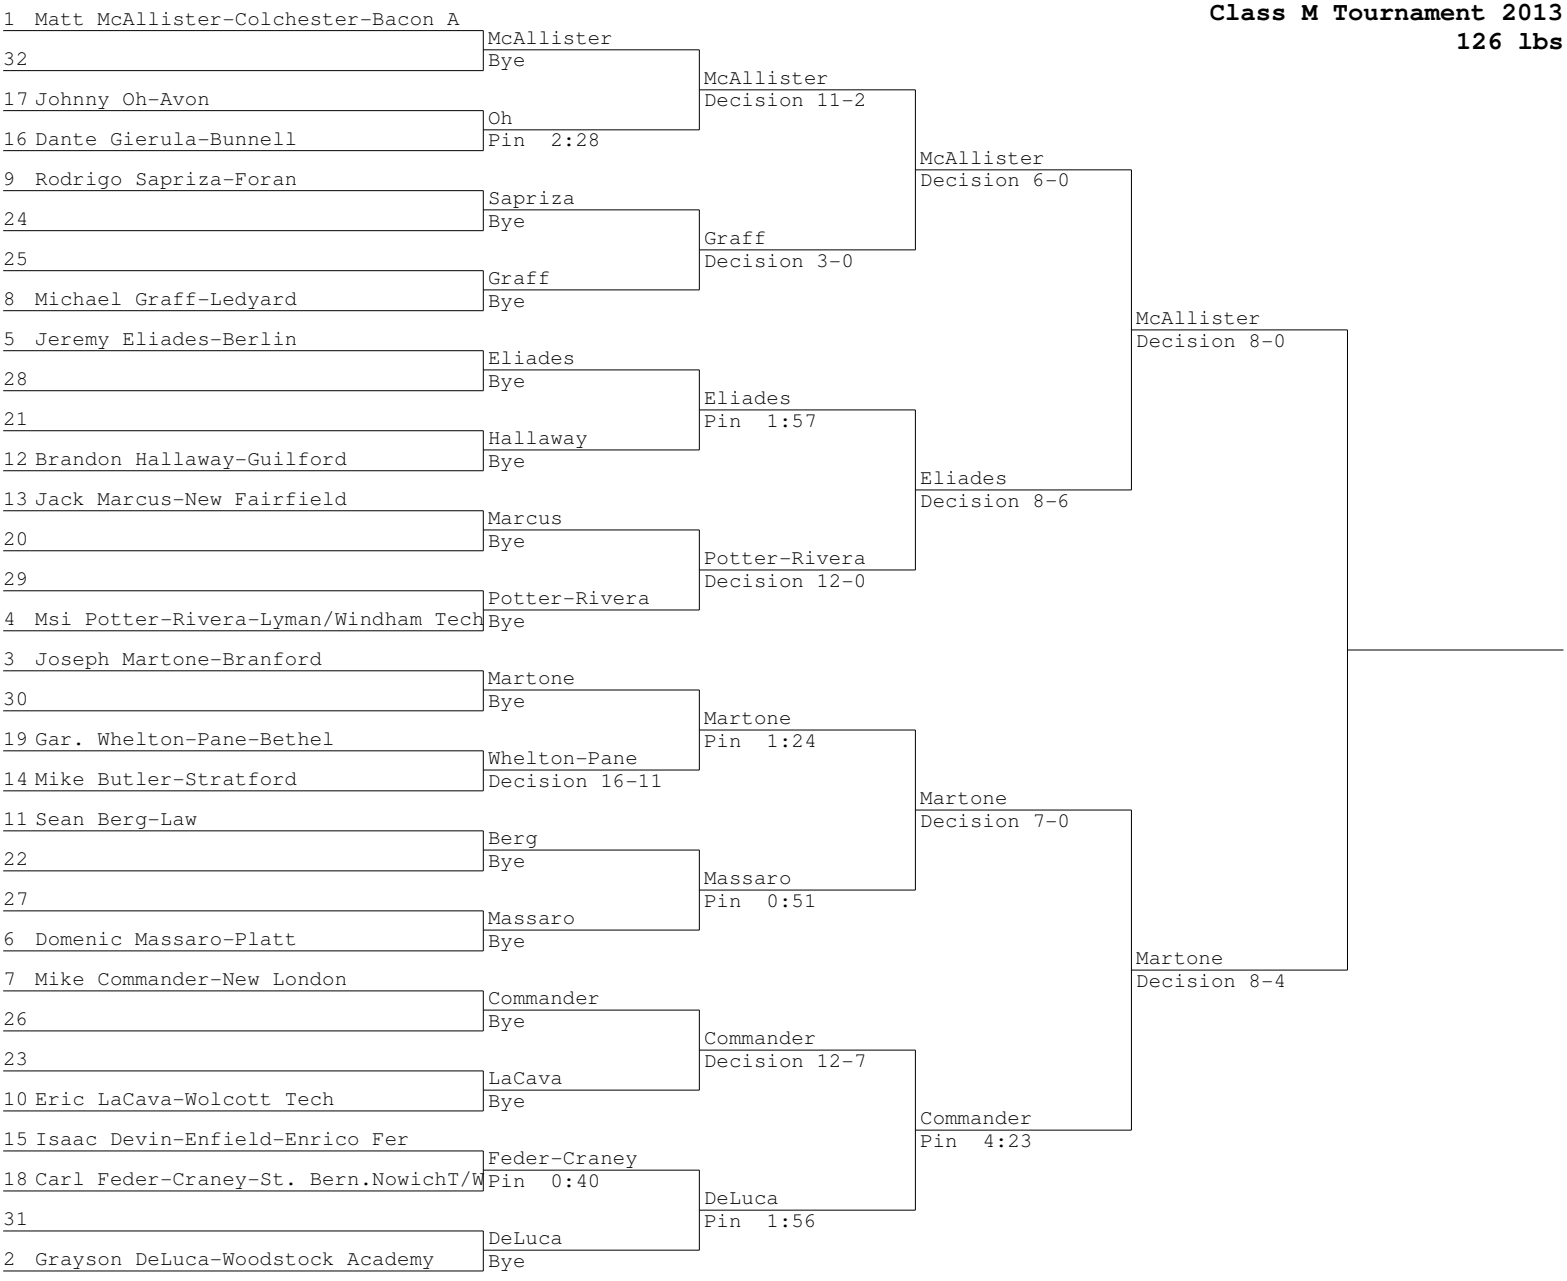 Class M Tournament 2013
126 lbs
1 Matt McAllister-Colchester-Bacon A
32
17 Johnny Oh-Avon
16 Dante Gierula-Bunnell
9 Rodrigo Sapriza-Foran
24
25
8 Michael Graff-Ledyard
5 Jeremy Eliades-Berlin
28
21
12 Brandon Hallaway-Guilford
13 Jack Marcus-New Fairfield
20
29
4 Msi Potter-Rivera-Lyman/Windham Tech
3 Joseph Martone-Branford
30
19 Gar. Whelton-Pane-Bethel
14 Mike Butler-Stratford
11 Sean Berg-Law
22
27
6 Domenic Massaro-Platt
7 Mike Commander-New London
26
23
10 Eric LaCava-Wolcott Tech
15 Isaac Devin-Enfield-Enrico Fer
18 Carl Feder-Craney-St. Bern.NowichT/W
31
2 Grayson DeLuca-Woodstock Academy
McAllister
Bye
Oh
Pin 2:28
Sapriza
Bye
Graff
Bye
Eliades
Bye
Hallaway
Bye
Marcus
Bye
Potter-Rivera
Bye
Martone
Bye
Whelton-Pane
Decision 16-11
Berg
Bye
Massaro
Bye
Commander
Bye
LaCava
Bye
Feder-Craney
Pin 0:40
DeLuca
Bye
McAllister
Decision 11-2
Graff
Decision 3-0
Eliades
Pin 1:57
Potter-Rivera
Decision 12-0
Martone
Pin 1:24
Massaro
Pin 0:51
Commander
Decision 12-7
DeLuca
Pin 1:56
McAllister
Decision 6-0
Eliades
Decision 8-6
Martone
Decision 7-0
Commander
Pin 4:23
McAllister
Decision 8-0
Martone
Decision 8-4